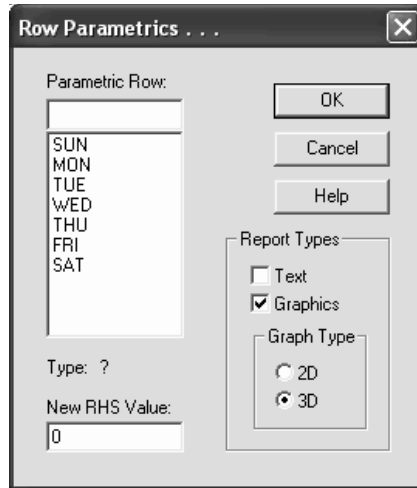 Row Parametrics . . .
Parametric Row:
SUN
MON
TUE
WED
THU
FRI
SAT
Type: ?
New RHS Value:
0
OK
Cancel
Help
Report Types
Text
Graphics
Graph Type
2D
3D